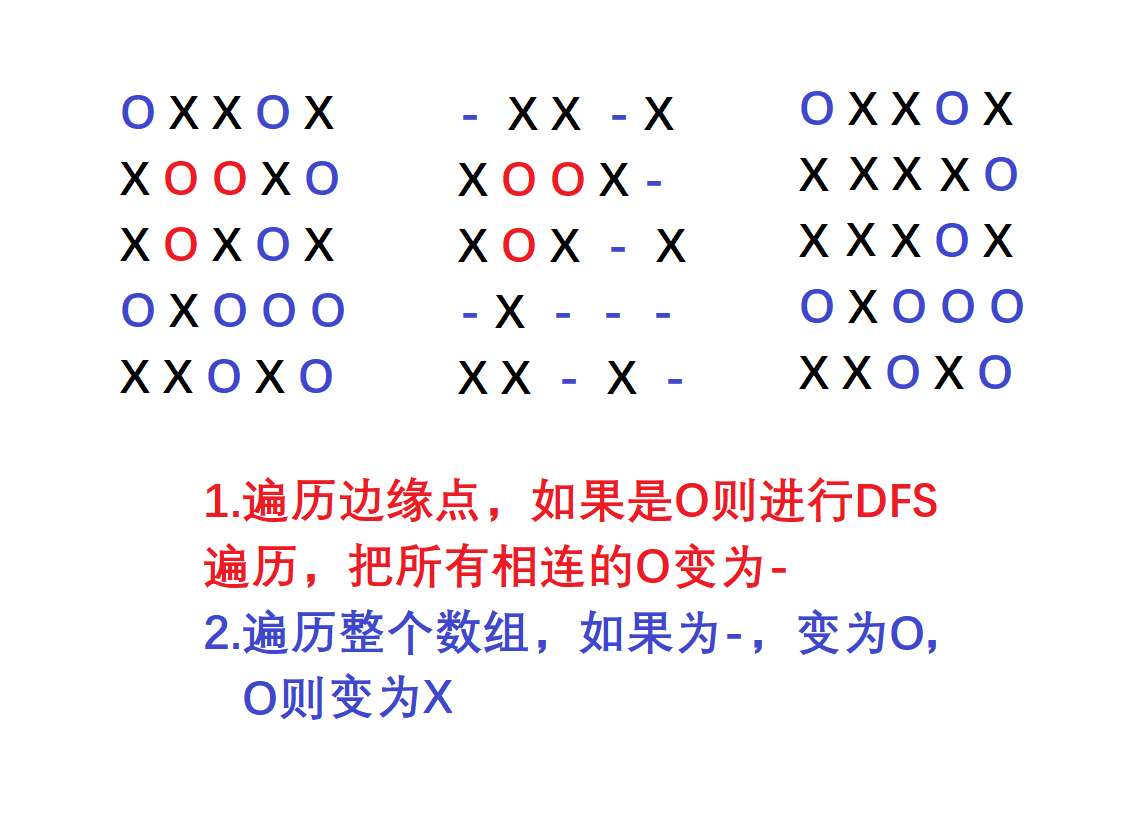 O X X O X - X X - X O X X O X
X O O X O X O O X - X X X X O
X O X O X X O X - X X X X O X
O X O O O - X - - - O X O O O
X X O X O X X - X - X X O X O
1.遍历边缘点，如果是O则进行DFS
遍历，把所有相连的O变为-
2.遍历整个数组，如果为-，变为O，
O则变为X